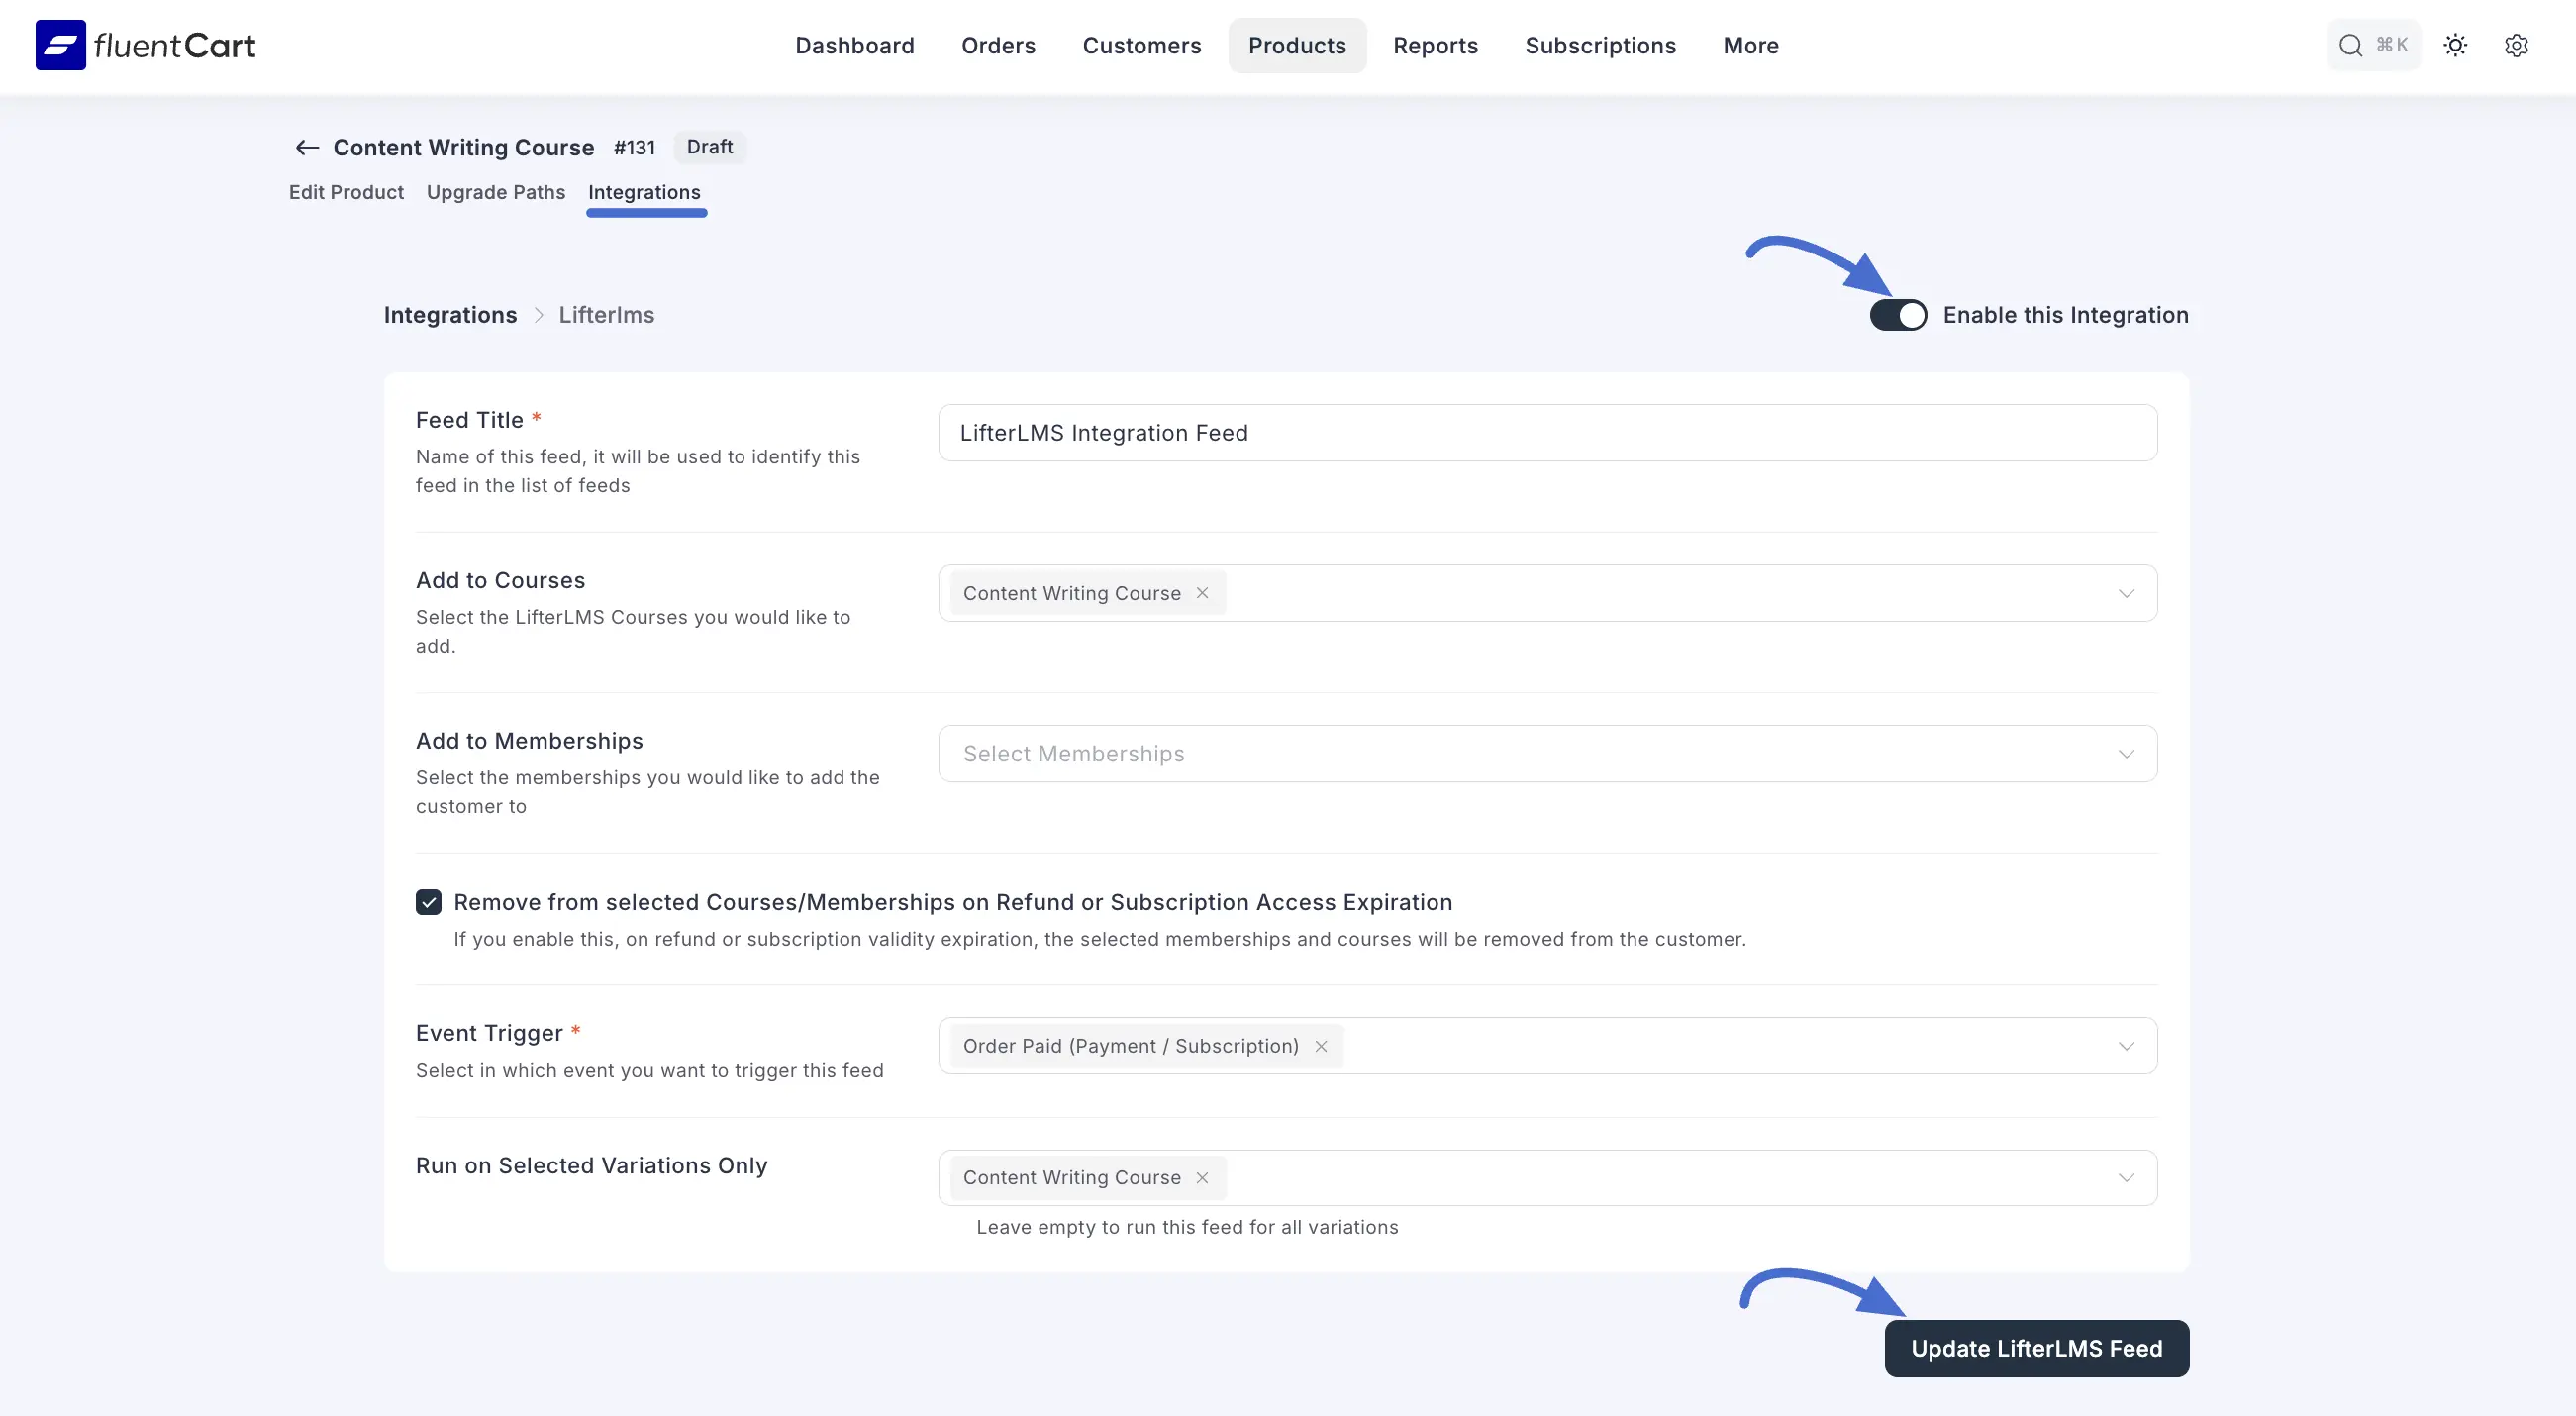 fluentCart
Dashboard Orders Customers Products Reports Subscriptions More
⌘K
Content Writing Course #131 Draft
Edit Product Upgrade Paths Integrations
Integrations > Lifterlms
Enable this Integration
Feed Title *
LifterLMS Integration Feed
Name of this feed, it will be used to identify this
feed in the list of feeds
Add to Courses
Content Writing Course ×
Select the LifterLMS Courses you would like to
add.
Add to Memberships
Select Memberships
Select the memberships you would like to add the
customer to
Remove from selected Courses/Memberships on Refund or Subscription Access Expiration
If you enable this, on refund or subscription validity expiration, the selected memberships and courses will be removed from the customer.
Event Trigger *
Order Paid (Payment / Subscription) ×
Select in which event you want to trigger this feed
Run on Selected Variations Only
Content Writing Course ×
Leave empty to run this feed for all variations
Update LifterLMS Feed